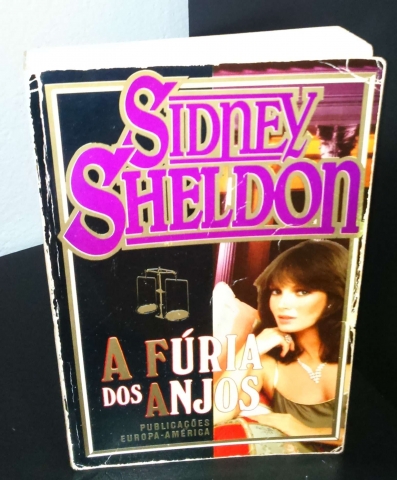 SIDNEY
SHELDON
A FÚRIA
DOS ANJOS
PUBLICAÇÕES
EUROPA-AMÉRICA